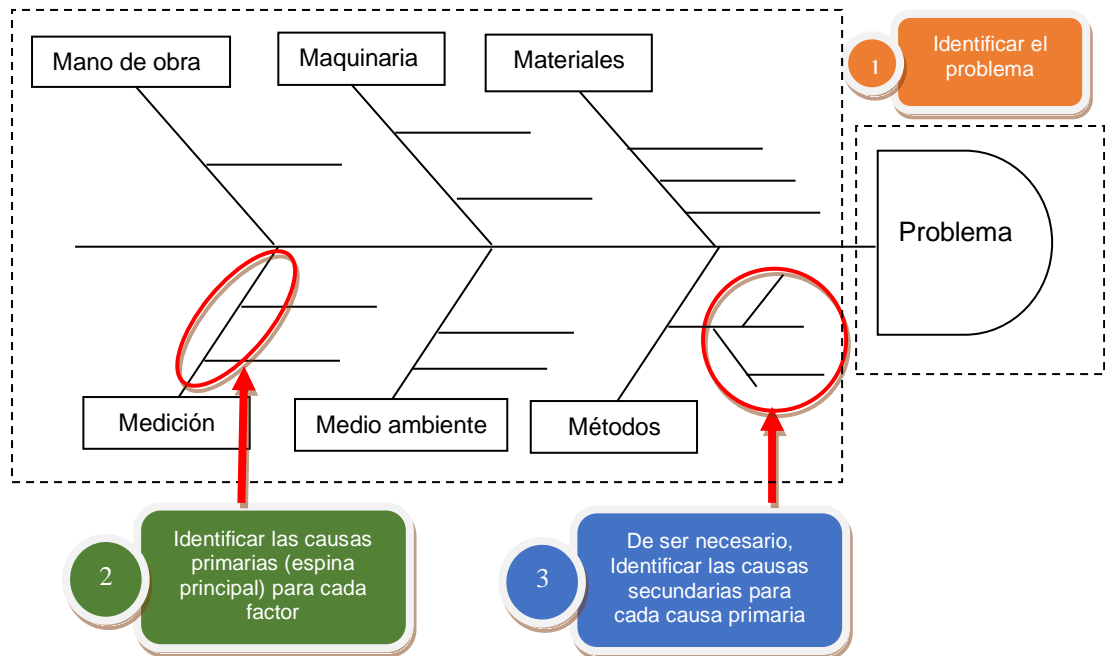 Mano de obra
Maquinaria
Materiales
1
Identificar el
problema
Problema
Medición
Medio ambiente
Métodos
2
Identificar las causas
primarias (espina
principal) para cada
factor
3
De ser necesario,
Identificar las causas
secundarias para
cada causa primaria